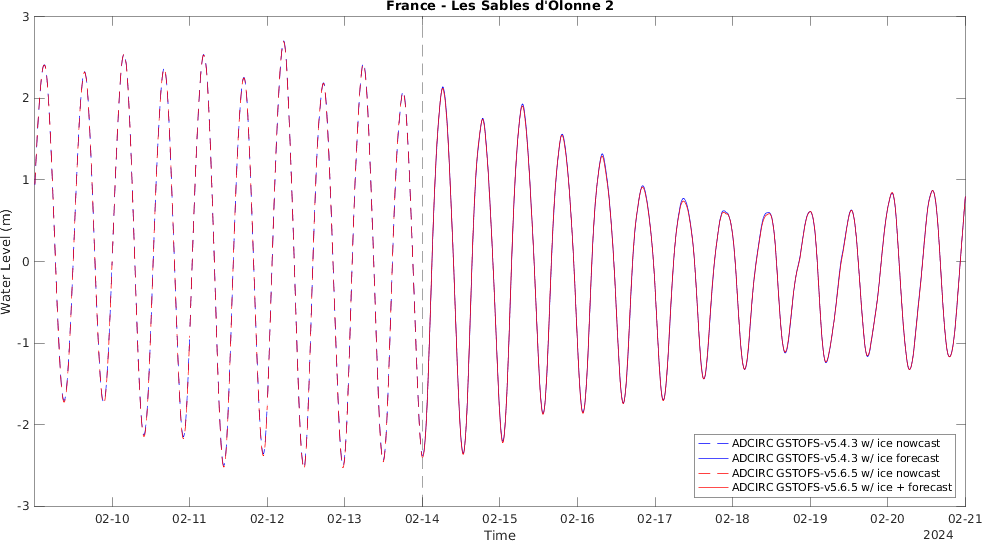 France - Les Sables d'Olonne 2
3
2
1
0
-1
-2
-3
Water Level (m)
02-10 02-11 02-12 02-13 02-14 02-15 02-16 02-17 02-18 02-19 02-20 02-21
Time
2024
ADCIRC GSTOFS-v5.4.3 w/ ice nowcast
ADCIRC GSTOFS-v5.4.3 w/ ice forecast
ADCIRC GSTOFS-v5.6.5 w/ ice nowcast
ADCIRC GSTOFS-v5.6.5 w/ ice + forecast